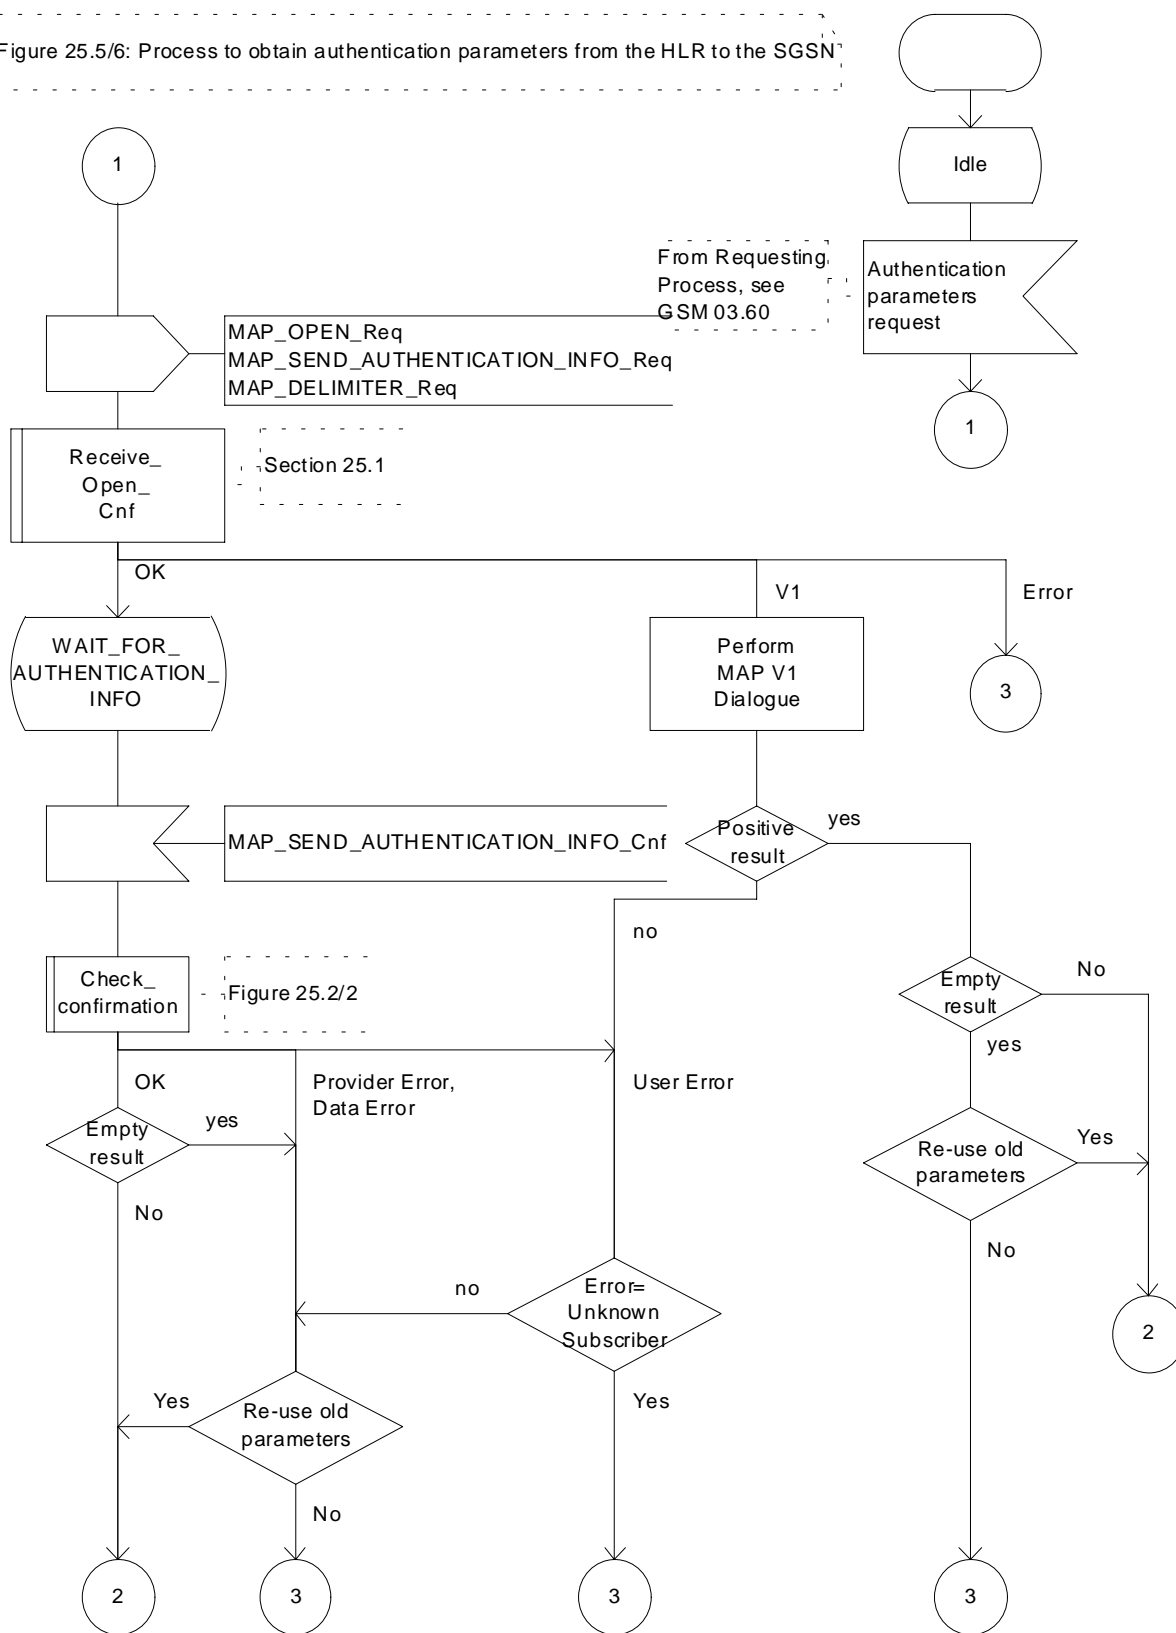 Figure 25.5/6: Process to obtain authentication parameters from the HLR to the SGSN
Idle
1
From Requesting
Process, see
GSM 03.60
Authentication
parameters
request
MAP_OPEN_Req
MAP_SEND_AUTHENTICATION_INFO_Req
MAP_DELIMITER_Req
1
Receive_
Open_
Cnf
Section 25.1
OK
V1
Error
WAIT_FOR_
AUTHENTICATION_
INFO
Perform
MAP V1
Dialogue
3
MAP_SEND_AUTHENTICATION_INFO_Cnf
Positive
result
yes
no
Check_
confirmation
Figure 25.2/2
Empty
result
No
yes
OK
Provider Error,
Data Error
User Error
Empty
result
yes
Re-use old
parameters
Yes
No
No
no
Error=
Unknown
Subscriber
2
Yes
Re-use old
parameters
Yes
No
2
3
3
3